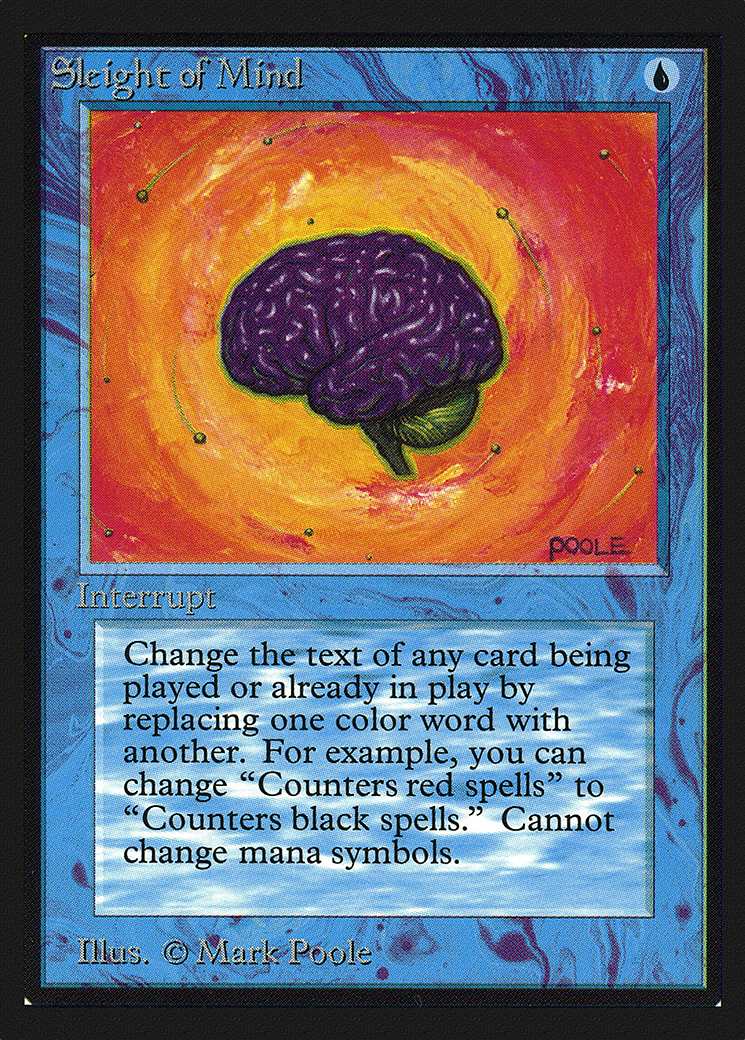 Sleight of Mind
POOLE
Interrupt
Change the text of any card being
played or already in play by
replacing one color word with
another. For example, you can
change “Counters red spells” to
“Counters black spells.” Cannot
change mana symbols.
Illus. © Mark Poole